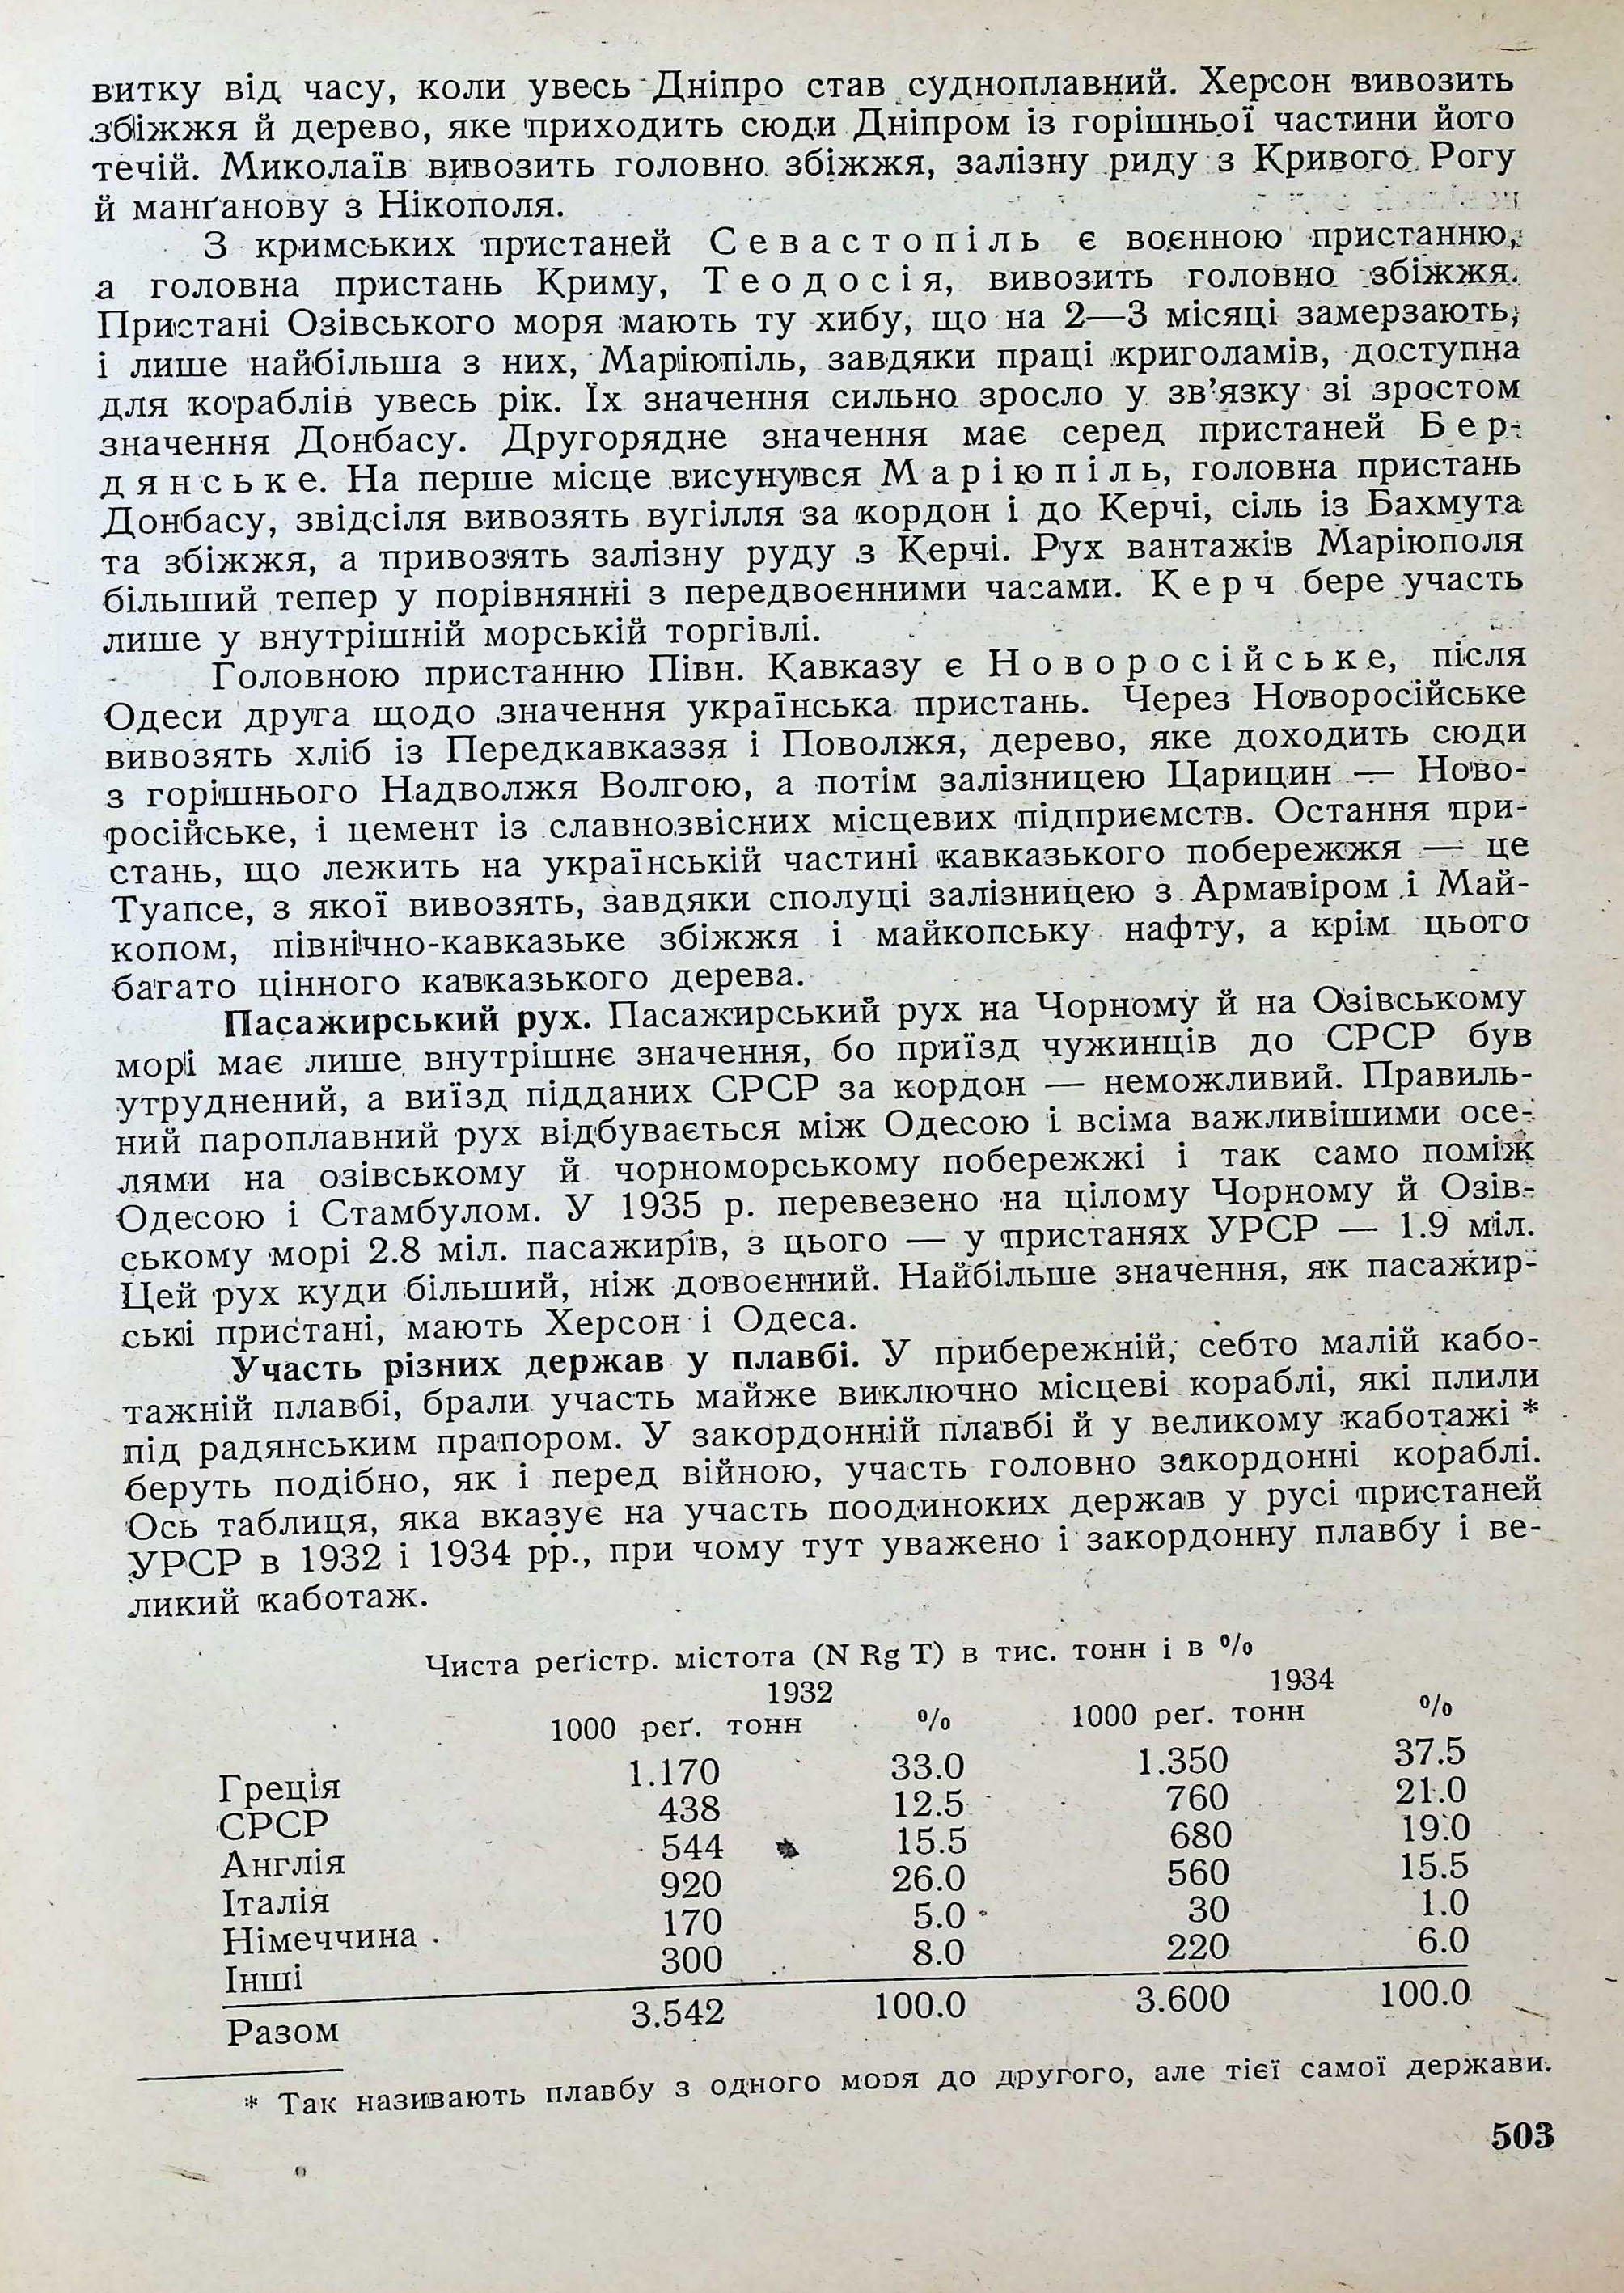 витку від часу, коли увесь Дніпро став судноплавний. Херсон вивозить
збіжжя й дерево, яке приходить сюди Дніпром із горішньої частини його
течій. Миколаїв вивозить головно збіжжя, залізну риду з Кривого Рогу
й манґанову з Нікополя.
З кримських пристаней Севастопіль є воєнною пристанню,
а головна пристань Криму, Теодосія, вивозить головно збіжжя.
Пристані Озівського моря мають ту хибу, що на 2—3 місяці замерзають,
і лише найбільша з них, Маріюпіль, завдяки праці криголамів, доступна
для кораблів увесь рік. Їх значення сильно зросло у зв’язку зі зростом
значення Донбасу. Другорядне значення має серед пристаней Бер-
дянське. На перше місце висунувся Маріюпіль, головна пристань
Донбасу, звідсіля вивозять вугілля за кордон і до Керчі, сіль із Бахмута
та збіжжя, а привозять залізну руду з Керчі. Рух вантажів Маріюполя
більший тепер у порівнянні з передвоєнними часами. Керч бере участь
лише у внутрішній морській торгівлі.
Головною пристанню Півн. Кавказу є Новоросійське, після
Одеси друга щодо значення українська пристань. Через Новоросійське
вивозять хліб із Передкавказзя і Поволжя, дерево, яке доходить сюди
з горішнього Надволжя Волгою, а потім залізницею Царицин — Ново-
російське, і цемент із славнозвісних місцевих підприємств. Остання при-
стань, що лежить на українській частині кавказького побережжя — це
Туапсе, з якої вивозять, завдяки сполуці залізницею з Армавіром і Май-
копом, північно-кавказьке збіжжя і майкопську нафту, а крім цього
багато цінного кавказького дерева.
Пасажирський рух. Пасажирський рух на Чорному й на Озівському
морі має лише внутрішнє значення, бо приїзд чужинців до СРСР був
утруднений, а виїзд підданих СРСР за кордон — неможливий. Правиль-
ний пароплавний рух відбувається між Одесою і всіма важливішими осе-
лями на озівському й чорноморському побережжі і так само поміж
Одесою і Стамбулом. У 1935 р. перевезено на цілому Чорному й Озів-
ському морі 2.8 міл. пасажирів, з цього — у пристанях УРСР — 1.9 міл.
Цей рух куди більший, ніж довоєнний. Найбільше значення, як пасажир-
ські пристані, мають Херсон і Одеса.
Участь різних держав у плавбі. У прибережній, себто малій кабо-
тажній плавбі, брали участь майже виключно місцеві кораблі, які плили
під радянським прапором. У закордонній плавбі й у великому каботажі *
беруть подібно, як і перед війною, участь головно закордонні кораблі.
Ось таблиця, яка вказує на участь поодиноких держав у русі пристаней
УРСР в 1932 і 1934 рр., при чому тут уважено і закордонну плавбу і ве-
ликий каботаж.
Чиста реґістр. містота (N Rg T) в тис. тонн і в %
1932 1934
1000 реґ. тонн % 1000 реґ. тонн %
Греція 1.170 33.0 1.350 37.5
СРСР 438 12.5 760 21.0
Англія 544 15.5 680 19.0
Італія 920 26.0 560 15.5
Німеччина 170 5.0 30 1.0
Інші 300 8.0 220 6.0
Разом 3.542 100.0 3.600 100.0
* Так називають плавбу з одного моря до другого, але тієї самої держави.
503